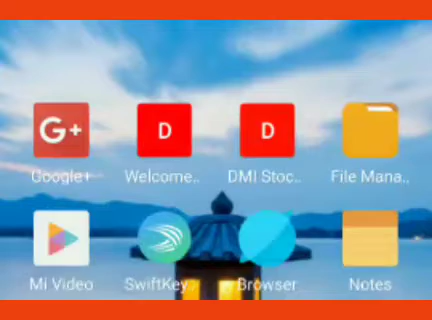 G+ D D
Google+ Welcome.. DMI Stoc.. File Mana..
Mi Video SwiftKey.. Browser Notes